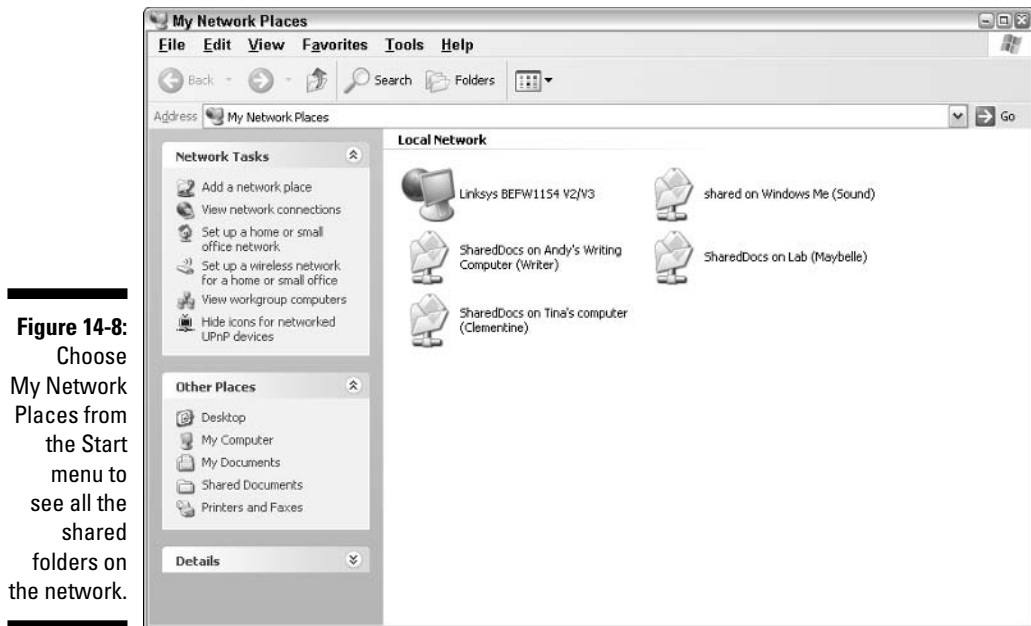 My Network Places
File Edit View Favorites Tools Help
Back Search Folders
Address My Network Places Go
Network Tasks
Add a network place
View network connections
Set up a home or small
office network
Set up a wireless network
for a home or small office
View workgroup computers
Hide icons for networked
UPnP devices
Other Places
Desktop
My Computer
My Documents
Shared Documents
Printers and Faxes
Details
Local Network
Linksys BEFW11S4 V2/V3
shared on Windows Me (Sound)
SharedDocs on Andy's Writing
Computer (Writer)
SharedDocs on Lab (Maybelle)
SharedDocs on Tina's computer
(Clementine)
Figure 14-8:
Choose
My Network
Places from
the Start
menu to
see all the
shared
folders on
the network.